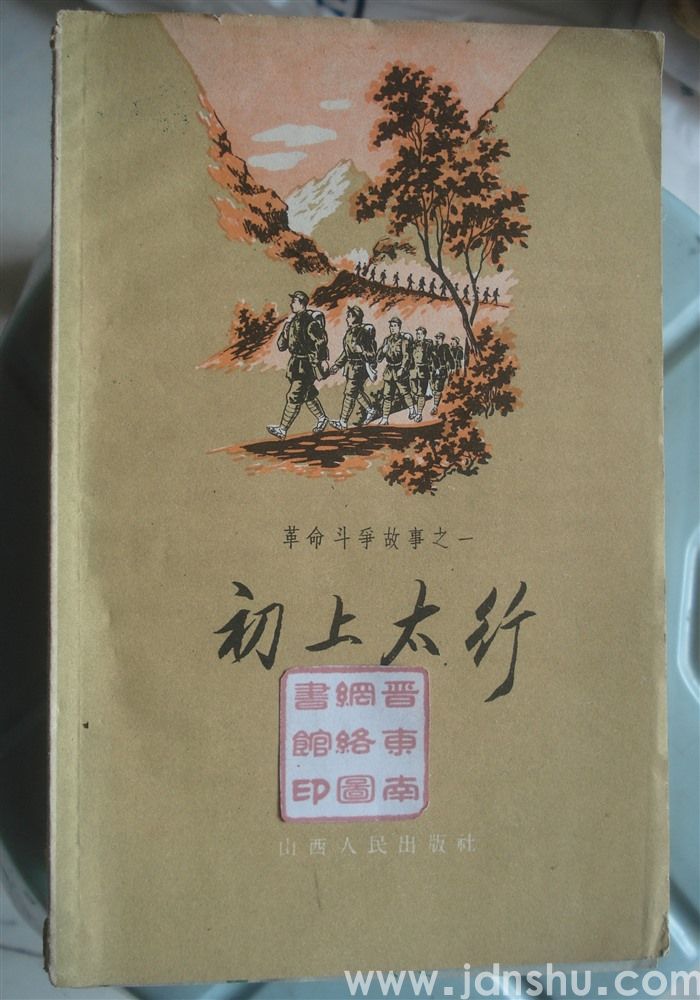 革命斗爭故事之一
初上太行
晋東南
網絡圖
書館印
山西人民出版社
www.jdnshu.com